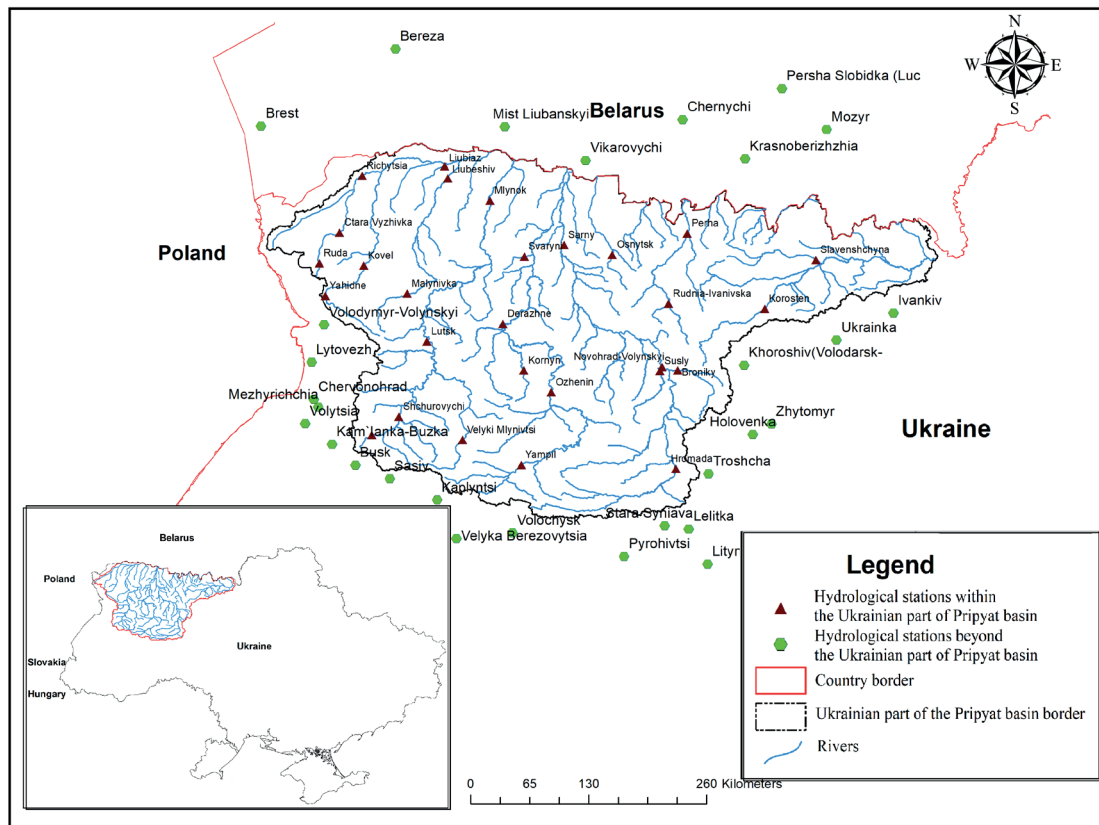 N
W
E
S
Bereza
Persha Slobidka (Luc
Brest
Mist Liubanskyi
Belarus
Chernychi
Mozyr
Vikarovychi
Krasnoberizhzhia
Liubiaz
Richytsia
Liubeshiv
Mlynok
Ctara Vyzhivka
Perha
Poland
Svaryn
Sarny
Osnytsk
Slavenshchyna
Ruda
Kovel
Yahidne
Malynivka
Rudnia-Ivanivska
Korosten
Ivankiv
Volodymyr-Volynskyi
Derazhne
Ukrainka
Lutsk
Lytovezh
Kornyn
Novohrad-Volynskyi
Susly
Broniky
Khoroshiv(Volodarsk-
Chervonohrad
Mezhyrichchia
Ozhenin
Volytsia
Shchurovychi
Holovenka
Zhytomyr
Ukraine
Kam`Ianka-Buzka
Velyki Mlynivtsi
Busk
Yampil
Hromada
Troshcha
Sasiv
Kaplyntsi
Volochysk
Stara-Syniava
Lelitka
Velyka Berezovytsia
Pyrohivtsi
Lityr
Belarus
Poland
Ukraine
Slovakia
Hungary
Legend
Hydrological stations within
the Ukrainian part of Pripyat basin
Hydrological stations beyond
the Ukrainian part of Pripyat basin
Country border
Ukrainian part of the Pripyat basin border
Rivers
0 65 130 260 Kilometers